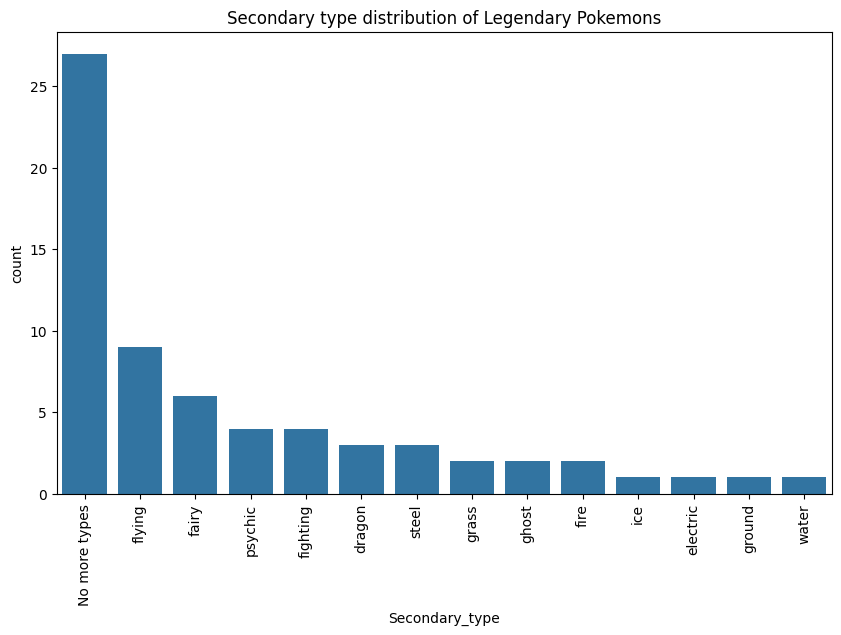 Secondary type distribution of Legendary Pokemons
count
25
20
15
10
5
0
No more types
flying
fairy
psychic
fighting
dragon
steel
grass
ghost
fire
ice
electric
ground
water
Secondary_type